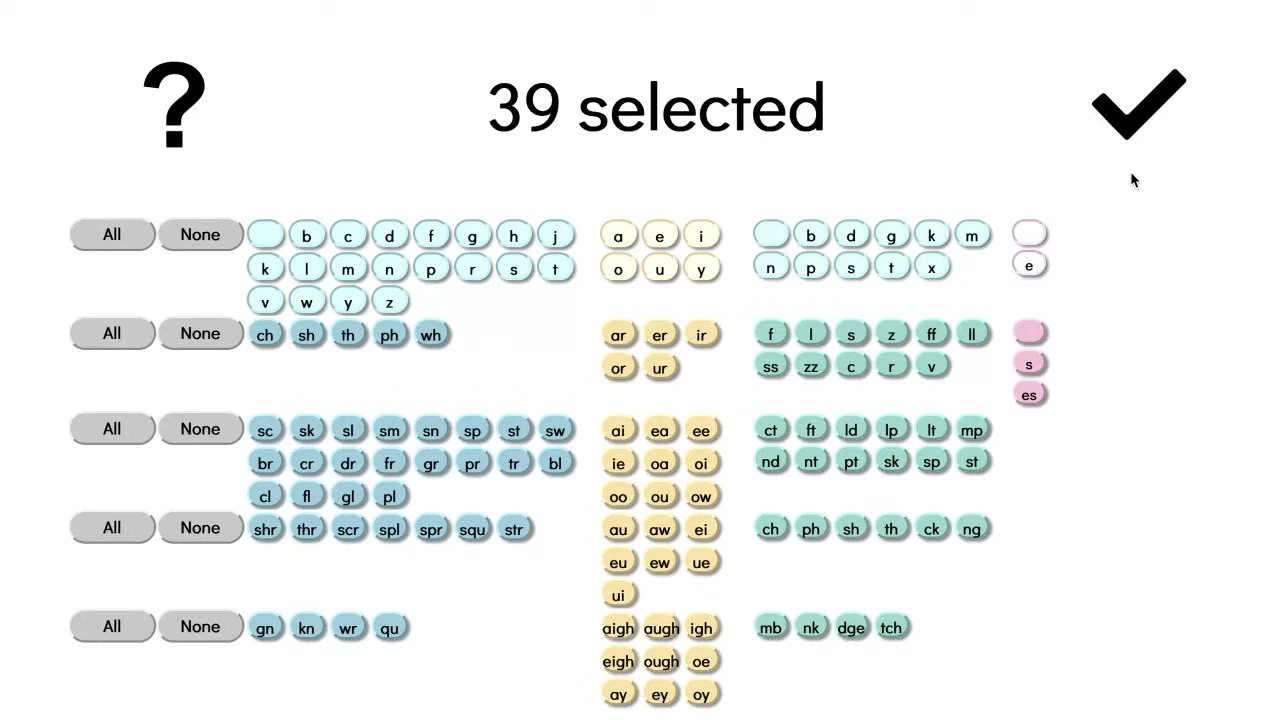 ? 39 selected
All None b c d f g h j a e i b d g k m
k l m n p r s t o u y n p s t x e
v w y z
All None ch sh th ph wh ar er ir f l s z ff ll
or ur ss zz c r v s
es
All None sc sk sl sm sn sp st sw ai ea ee ct ft ld lp lt mp
br cr dr fr gr pr tr bl ie oa oi nd nt pt sk sp st
cl fl gl pl oo ou ow
All None shr thr scr spl spr squ str au aw ei ch ph sh th ck ng
eu ew ue
ui
All None gn kn wr qu aigh augh igh mb nk dge tch
eigh ough oe
ay ey oy